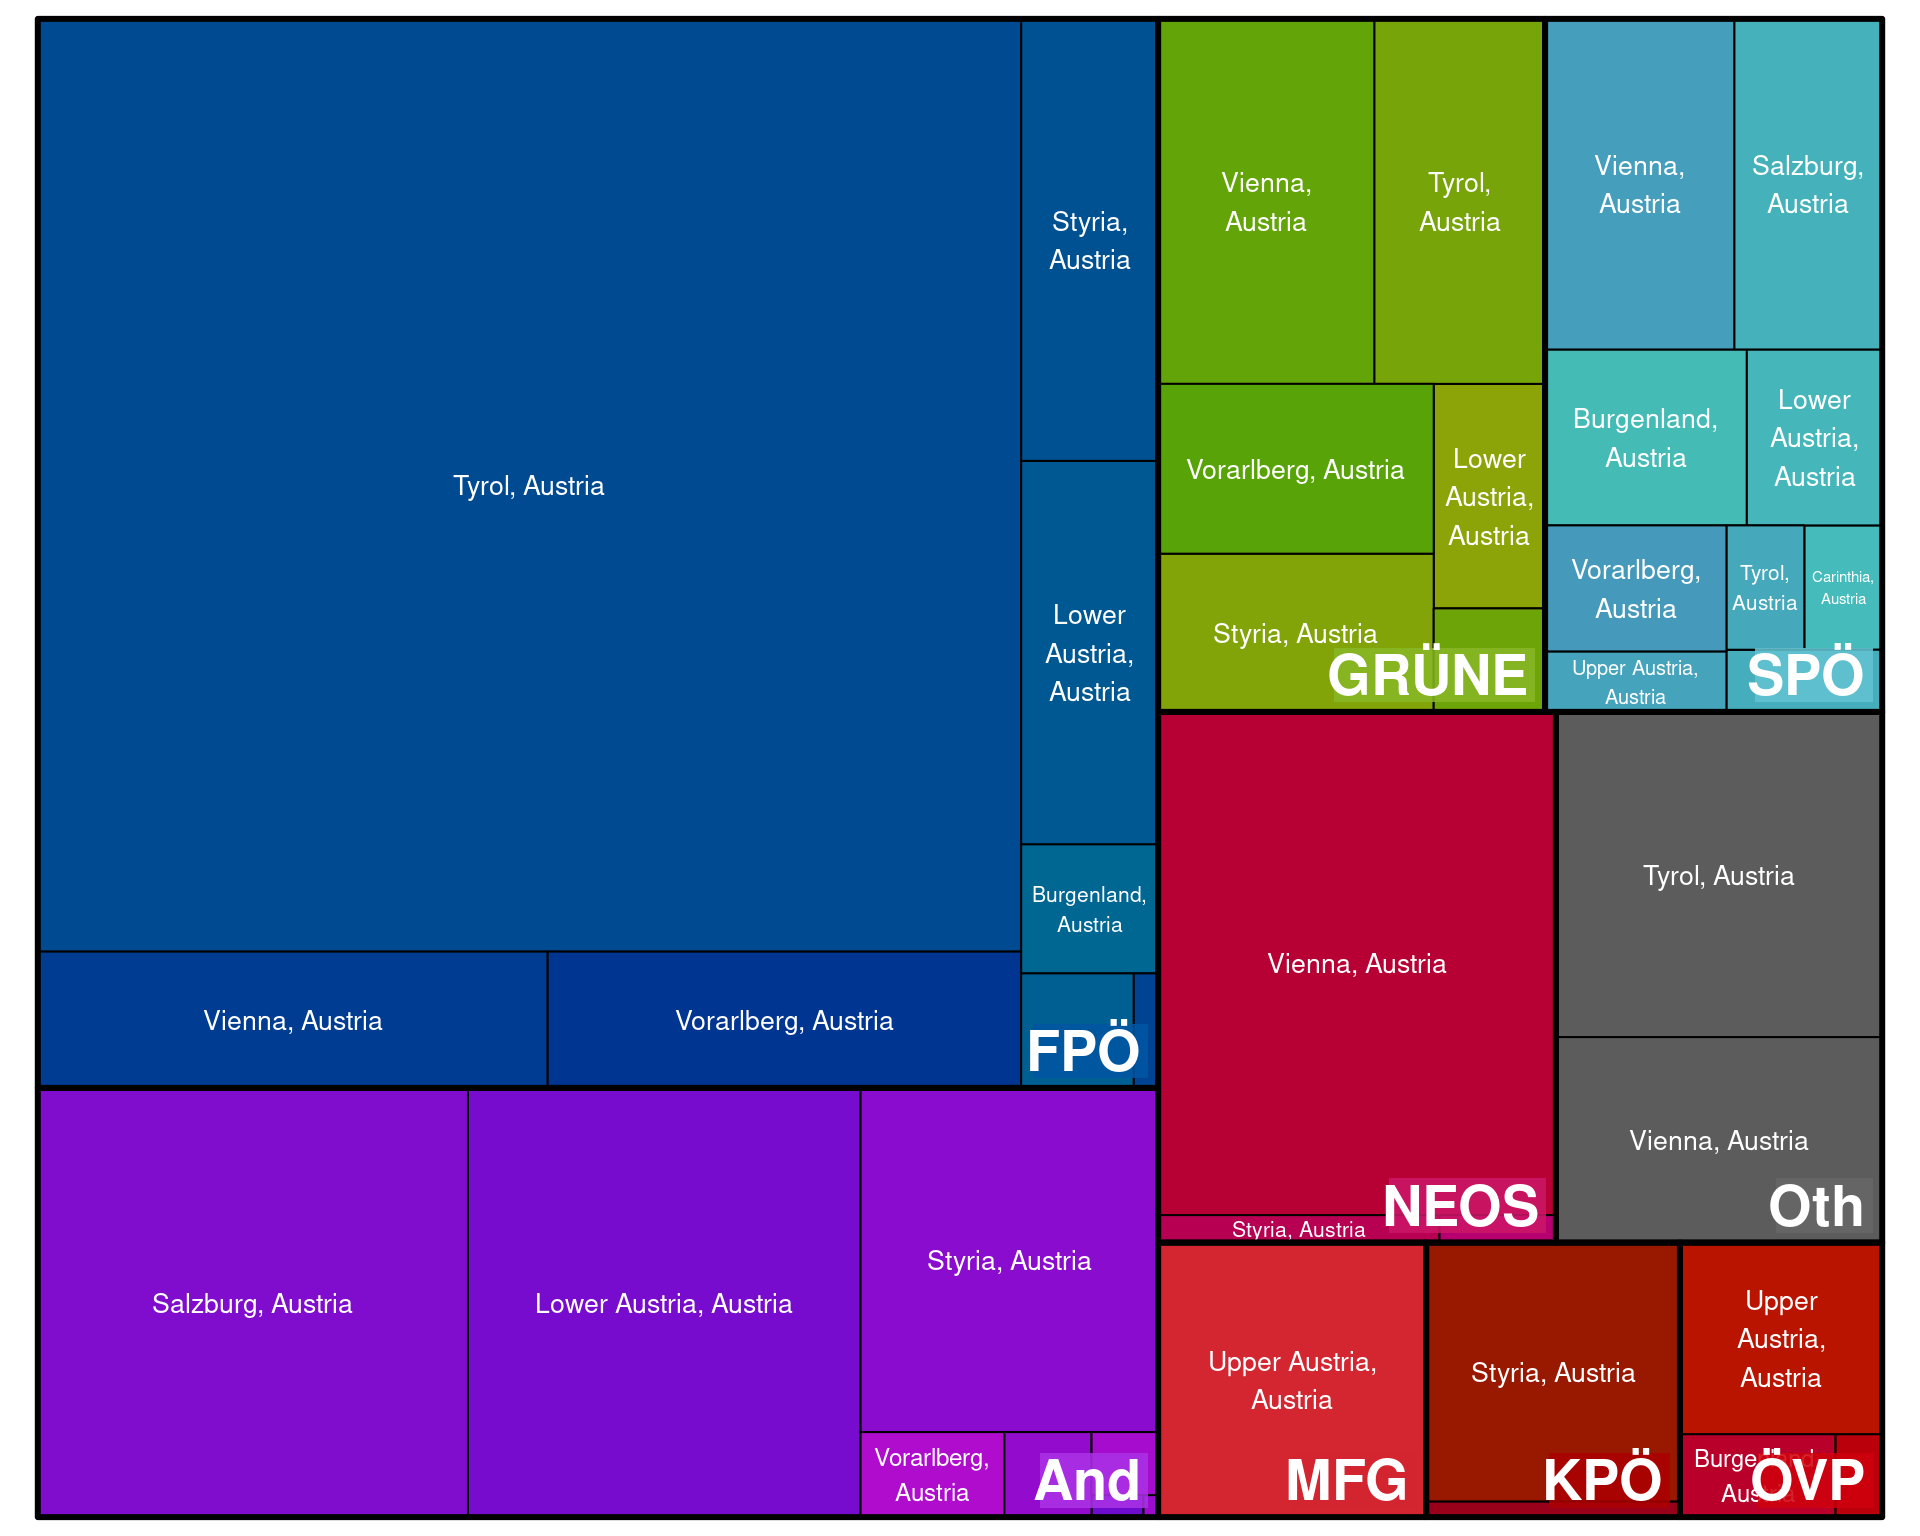 Tyrol, Austria
Styria,
Austria
Lower
Austria,
Austria
Burgenland,
Austria
Vienna, Austria
Vorarlberg, Austria
FPÖ
Salzburg, Austria
Lower Austria, Austria
Styria, Austria
Vorarlberg,
Austria
And
Vienna,
Austria
Tyrol,
Austria
Vorarlberg, Austria
Lower
Austria,
Austria
Styria, Austria
GRÜNE
Vienna,
Austria
Salzburg,
Austria
Burgenland,
Austria
Lower
Austria,
Austria
Vorarlberg,
Austria
Tyrol,
Austria
Carinthia,
Austria
Upper Austria,
Austria
SPÖ
Vienna, Austria
Styria, Austria
NEOS
Tyrol, Austria
Vienna, Austria
Oth
Upper Austria,
Austria
MFG
Styria, Austria
KPÖ
Upper
Austria,
Austria
Burgenland,
Austria
ÖVP